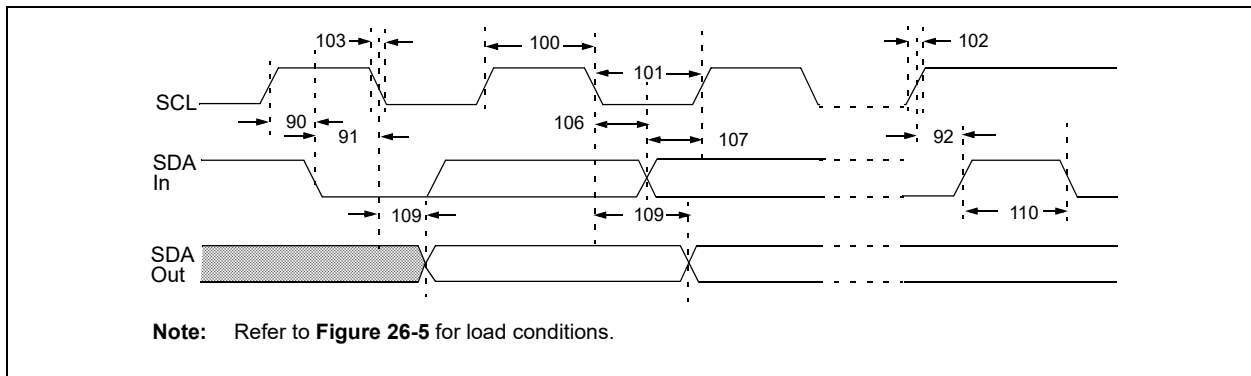 103
100
101
102
SCL
90
91
106
107
92
SDA
In
109
109
110
SDA
Out
Note: Refer to Figure 26-5 for load conditions.